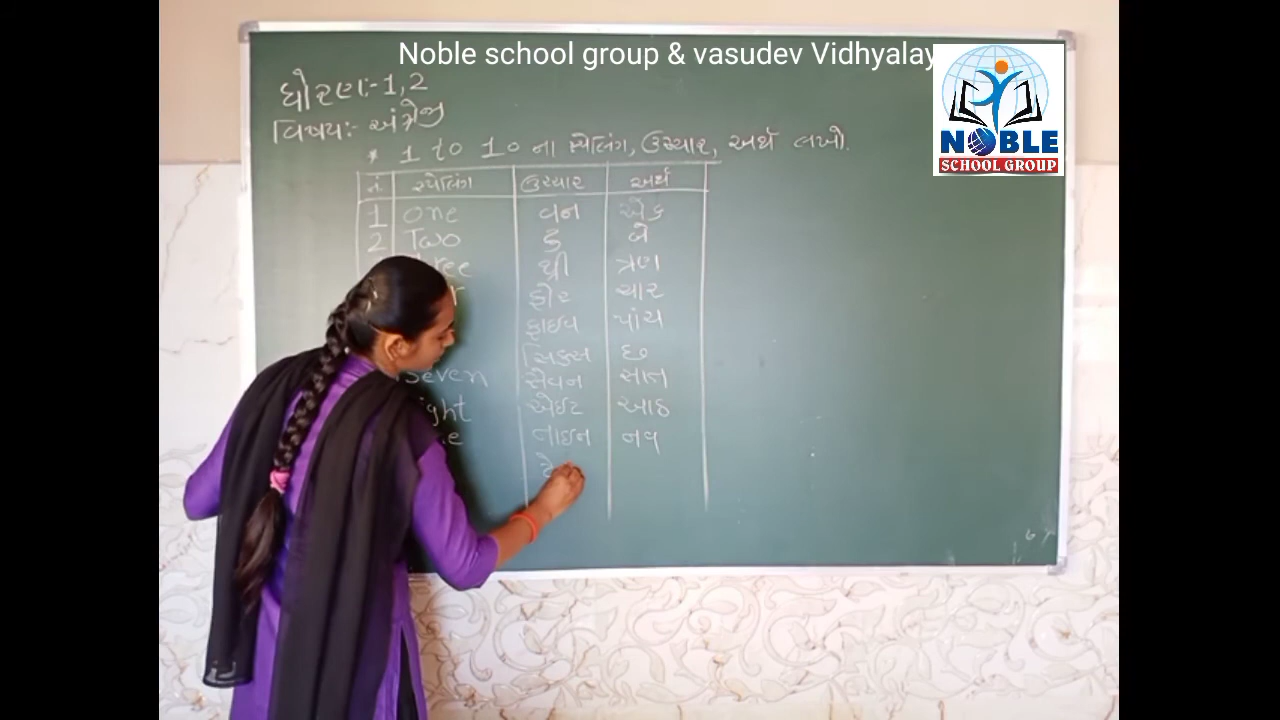 Noble school group & vasudev Vidhyalay
NOBLE
SCHOOL GROUP
ધોરણ:-1,2
વિષય:- અંગ્રેજી
* 1 to 10 ના સ્પેલિંગ, ઉચ્ચાર, અર્થ લખો.
નં. સ્પેલિંગ ઉચ્ચાર અર્થ
1 one વન એક
2 Two ટુ બે
થ્રી ત્રણ
ફોર ચાર
ફાઇવ પાંચ
સિક્સ છ
Seven સેવન સાત
એઈટ આઠ
નાઇન નવ